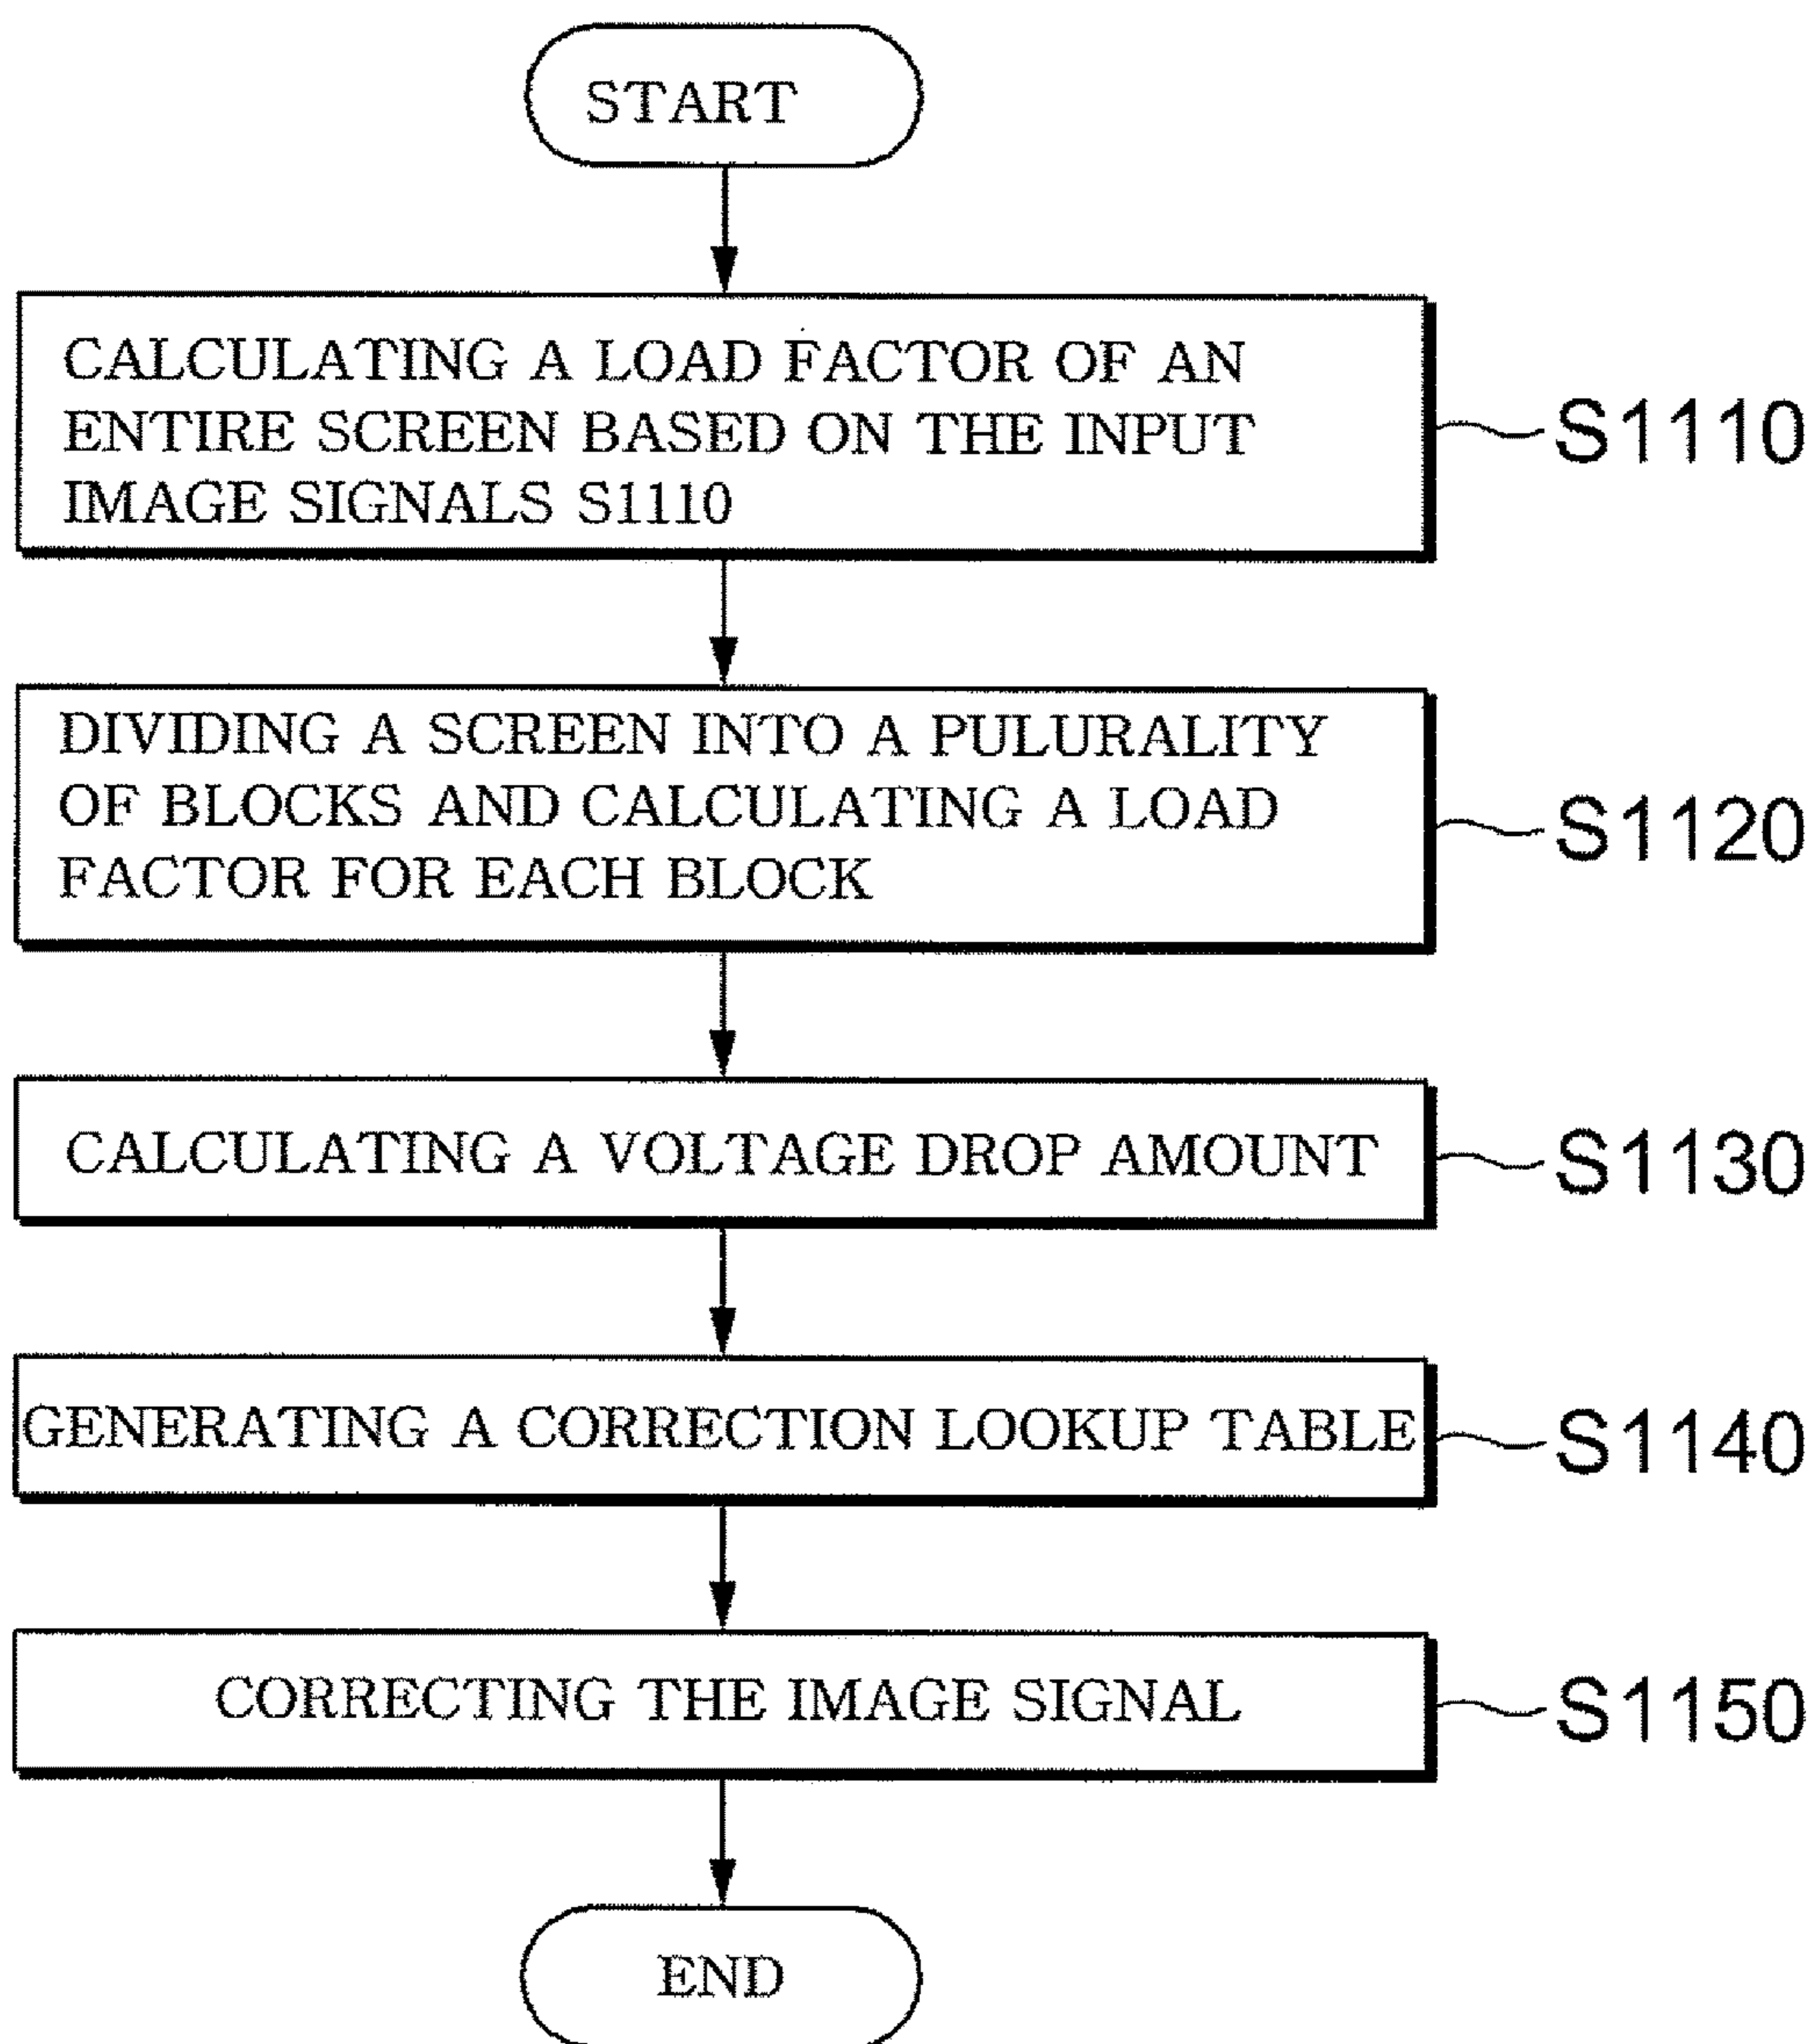 START
CALCULATING A LOAD FACTOR OF AN
ENTIRE SCREEN BASED ON THE INPUT
IMAGE SIGNALS S1110
S1110
DIVIDING A SCREEN INTO A PULURALITY
OF BLOCKS AND CALCULATING A LOAD
FACTOR FOR EACH BLOCK
S1120
CALCULATING A VOLTAGE DROP AMOUNT
S1130
GENERATING A CORRECTION LOOKUP TABLE
S1140
CORRECTING THE IMAGE SIGNAL
S1150
END